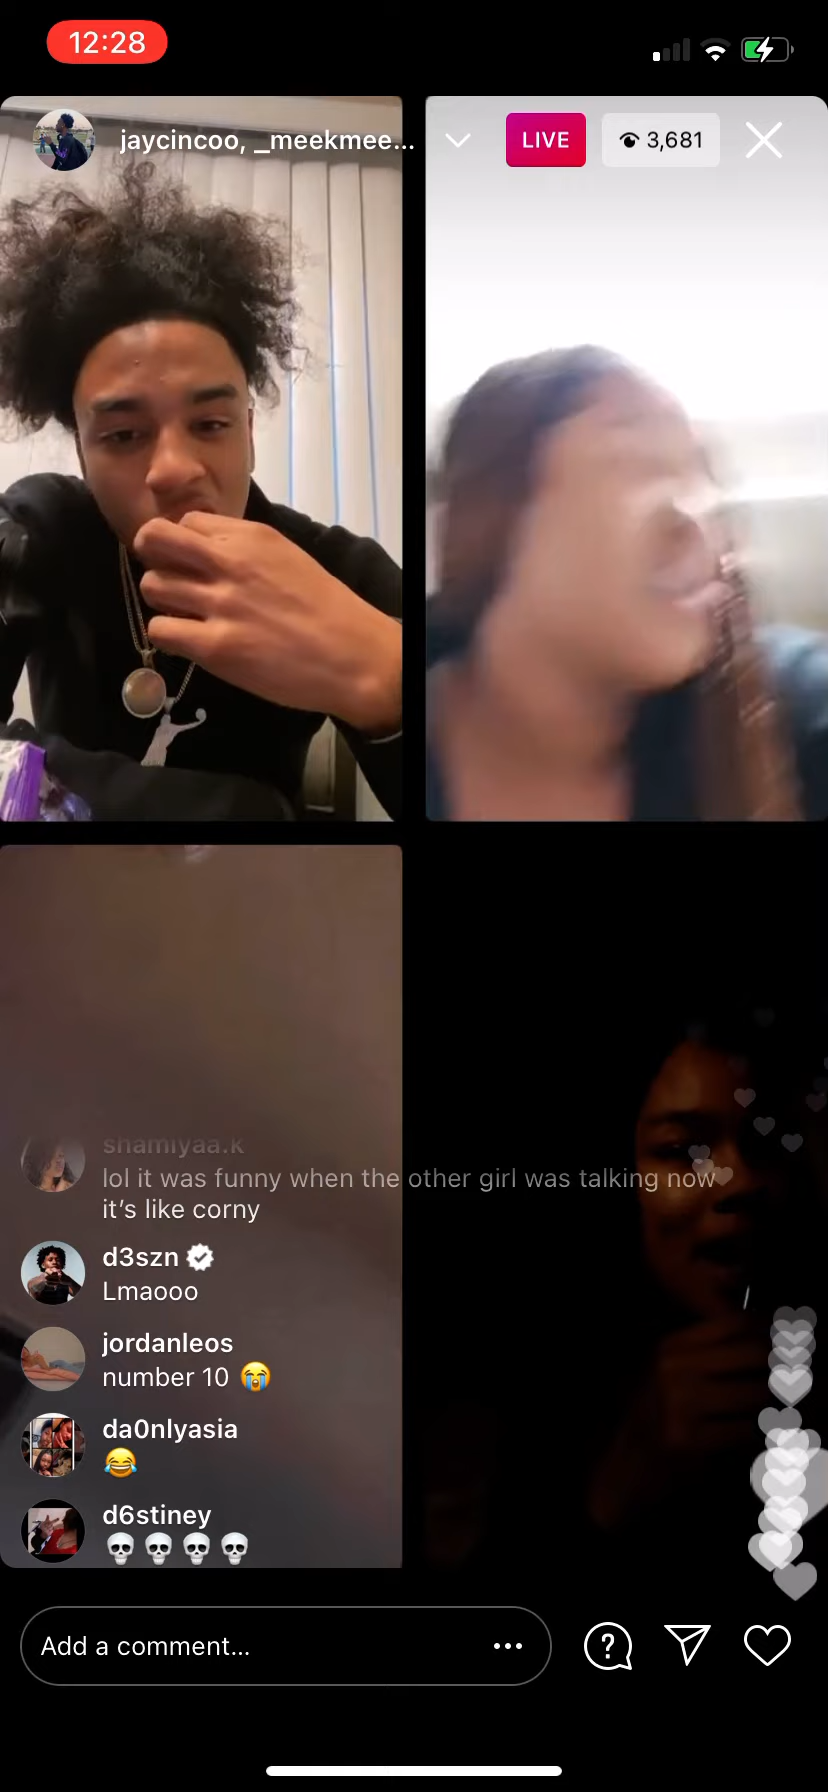 12:28
jaycincoo, _meekmee...
LIVE
3,681
shamiyaa.k
lol it was funny when the other girl was talking now
it's like corny
d3szn
Lmaooo
jordanleos
number 10 😭
da0nlyasia
😂
d6stiney
💀💀💀💀
Add a comment...